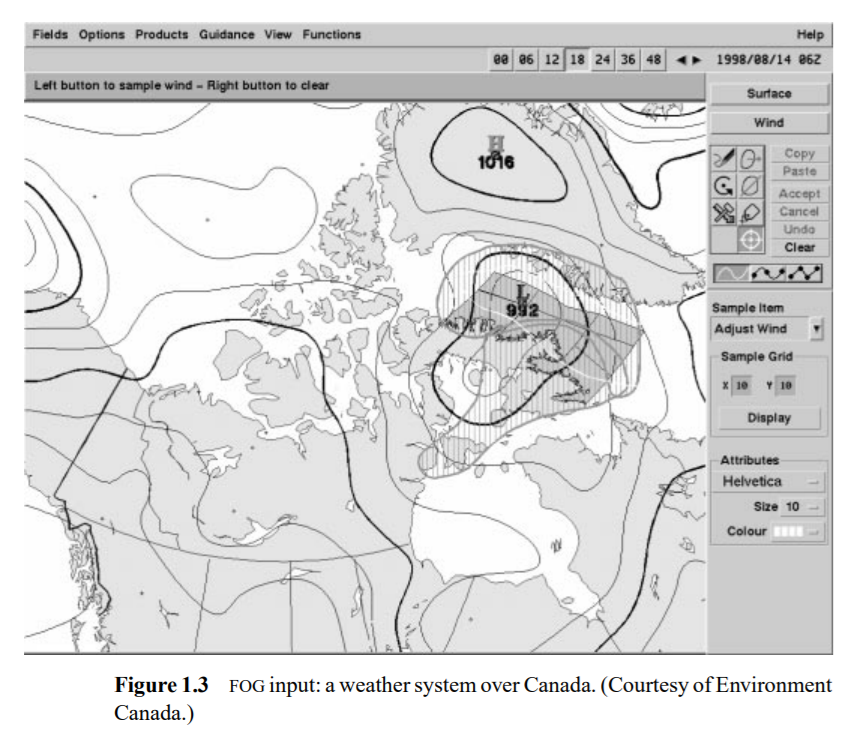 Fields Options Products Guidance View Functions Help
00 06 12 18 24 36 48 1998/08/14 06Z
Left button to sample wind – Right button to clear
Surface
Wind
Copy
Paste
Accept
Cancel
Undo
Clear
Sample Item
Adjust Wind
Sample Grid
X 10 Y 10
Display
Attributes
Helvetica
Size 10
Colour
H
1016
L
992
Figure 1.3 FOG input: a weather system over Canada. (Courtesy of Environment
Canada.)